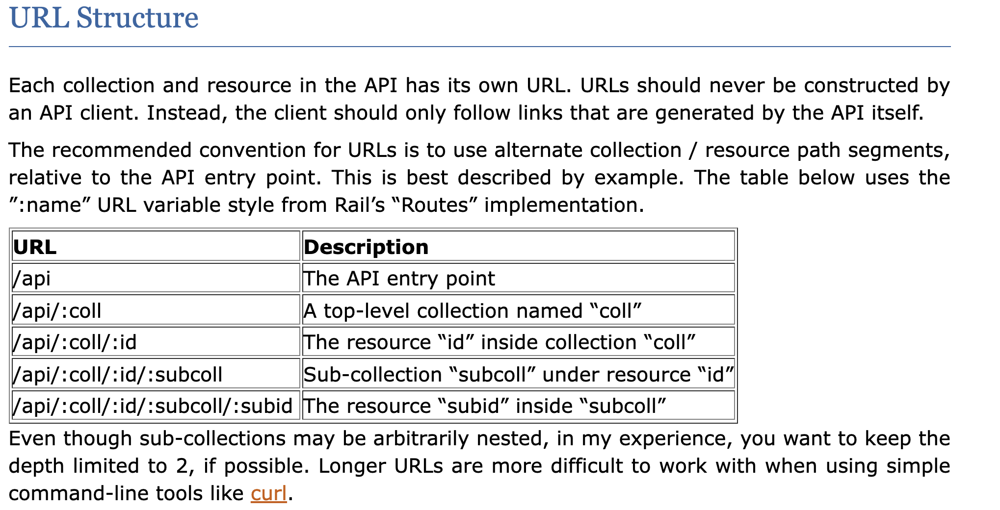 URL Structure
Each collection and resource in the API has its own URL. URLs should never be constructed by
an API client. Instead, the client should only follow links that are generated by the API itself.
The recommended convention for URLs is to use alternate collection / resource path segments,
relative to the API entry point. This is best described by example. The table below uses the
”:name” URL variable style from Rail’s “Routes” implementation.
URL Description
/api The API entry point
/api/:coll A top-level collection named “coll”
/api/:coll/:id The resource “id” inside collection “coll”
/api/:coll/:id/:subcoll Sub-collection “subcoll” under resource “id”
/api/:coll/:id/:subcoll/:subid The resource “subid” inside “subcoll”
Even though sub-collections may be arbitrarily nested, in my experience, you want to keep the
depth limited to 2, if possible. Longer URLs are more difficult to work with when using simple
command-line tools like curl.